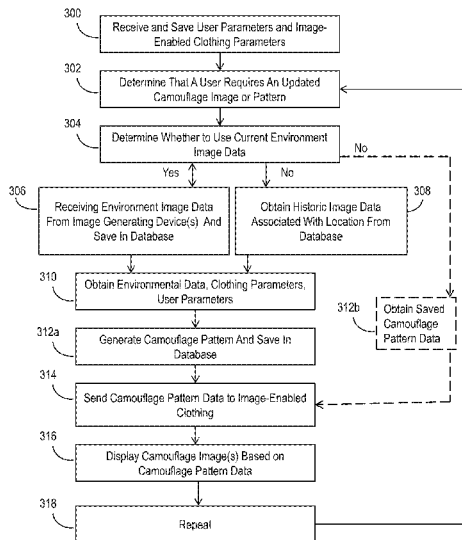 300
Receive and Save User Parameters and Image-
Enabled Clothing Parameters
302
Determine That A User Requires An Updated
Camouflage Image or Pattern
304
Determine Whether to Use Current Environment
Image Data
No
Yes
No
306
Receiving Environment Image Data
From Image Generating Device(s) And
Save In Database
308
Obtain Historic Image Data
Associated With Location From
Database
310
Obtain Environmental Data, Clothing Parameters,
User Parameters
312b
Obtain Saved
Camouflage
Pattern Data
312a
Generate Camouflage Pattern And Save In
Database
314
Send Camouflage Pattern Data to Image-Enabled
Clothing
316
Display Camouflage Image(s) Based on
Camouflage Pattern Data
318
Repeat